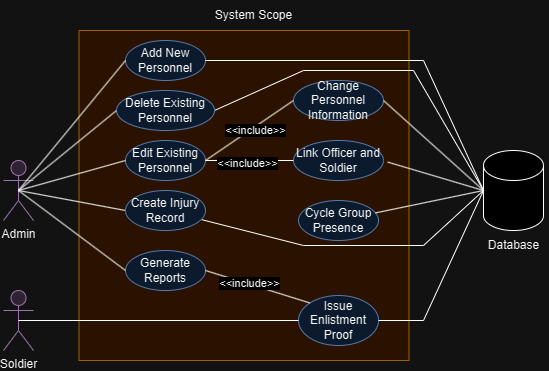 System Scope
Add New
Personnel
Delete Existing
Personnel
Change
Personnel
Information
<<include>>
Edit Existing
Personnel
<<include>>
Link Officer and
Soldier
Admin
Create Injury
Record
Cycle Group
Presence
Database
Generate
Reports
<<include>>
Issue
Enlistment
Proof
Soldier